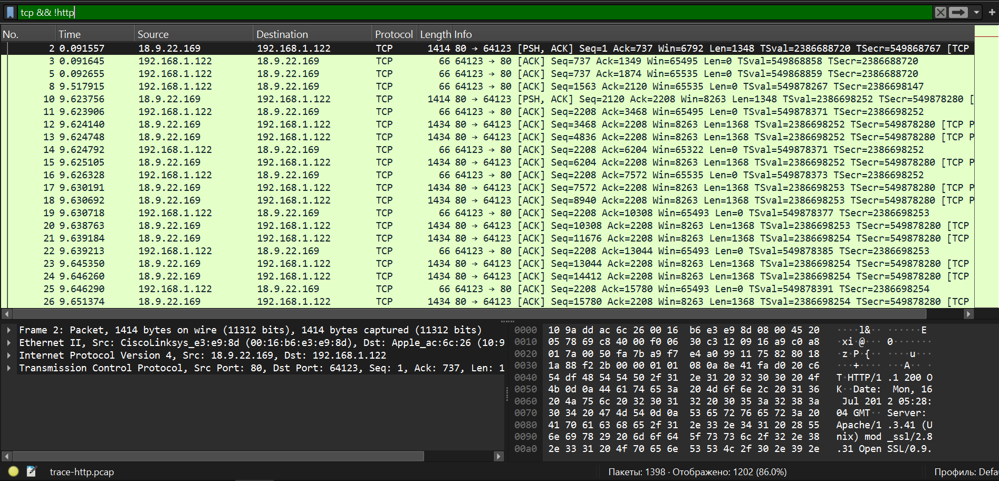 tcp && !http
No. Time Source Destination Protocol Length Info
2 0.091557 18.9.22.169 192.168.1.122 TCP 1414 80 → 64123 [PSH, ACK] Seq=1 Ack=737 Win=6792 Len=1348 TSval=2386688720 TSecr=549868767 [TCP
3 0.091645 192.168.1.122 18.9.22.169 TCP 66 64123 → 80 [ACK] Seq=737 Ack=1349 Win=65495 Len=0 TSval=549868858 TSecr=2386688720
5 0.092655 192.168.1.122 18.9.22.169 TCP 66 64123 → 80 [ACK] Seq=737 Ack=1874 Win=65535 Len=0 TSval=549868859 TSecr=2386688720
8 9.517915 192.168.1.122 18.9.22.169 TCP 66 64123 → 80 [ACK] Seq=1563 Ack=2120 Win=65535 Len=0 TSval=549878267 TSecr=2386698147
10 9.623756 18.9.22.169 192.168.1.122 TCP 1414 80 → 64123 [PSH, ACK] Seq=2120 Ack=2208 Win=8263 Len=1348 TSval=2386698252 TSecr=549878280 [
11 9.623906 192.168.1.122 18.9.22.169 TCP 66 64123 → 80 [ACK] Seq=2208 Ack=3468 Win=65495 Len=0 TSval=549878371 TSecr=2386698252
12 9.624140 18.9.22.169 192.168.1.122 TCP 1434 80 → 64123 [ACK] Seq=3468 Ack=2208 Win=8263 Len=1368 TSval=2386698252 TSecr=549878280 [TCP P
13 9.624748 18.9.22.169 192.168.1.122 TCP 1434 80 → 64123 [ACK] Seq=4836 Ack=2208 Win=8263 Len=1368 TSval=2386698252 TSecr=549878280 [TCP P
14 9.624792 192.168.1.122 18.9.22.169 TCP 66 64123 → 80 [ACK] Seq=2208 Ack=6204 Win=65322 Len=0 TSval=549878371 TSecr=2386698252
15 9.625105 18.9.22.169 192.168.1.122 TCP 1434 80 → 64123 [ACK] Seq=6204 Ack=2208 Win=8263 Len=1368 TSval=2386698252 TSecr=549878280 [TCP P
16 9.626328 192.168.1.122 18.9.22.169 TCP 66 64123 → 80 [ACK] Seq=2208 Ack=7572 Win=65535 Len=0 TSval=549878373 TSecr=2386698252
17 9.630191 18.9.22.169 192.168.1.122 TCP 1434 80 → 64123 [ACK] Seq=7572 Ack=2208 Win=8263 Len=1368 TSval=2386698253 TSecr=549878280 [TCP P
18 9.630692 18.9.22.169 192.168.1.122 TCP 1434 80 → 64123 [ACK] Seq=8940 Ack=2208 Win=8263 Len=1368 TSval=2386698253 TSecr=549878280 [TCP P
19 9.630718 192.168.1.122 18.9.22.169 TCP 66 64123 → 80 [ACK] Seq=2208 Ack=10308 Win=65493 Len=0 TSval=549878377 TSecr=2386698253
20 9.638763 18.9.22.169 192.168.1.122 TCP 1434 80 → 64123 [ACK] Seq=10308 Ack=2208 Win=8263 Len=1368 TSval=2386698253 TSecr=549878280 [TCP
21 9.639184 18.9.22.169 192.168.1.122 TCP 1434 80 → 64123 [ACK] Seq=11676 Ack=2208 Win=8263 Len=1368 TSval=2386698254 TSecr=549878280 [TCP
22 9.639213 192.168.1.122 18.9.22.169 TCP 66 64123 → 80 [ACK] Seq=2208 Ack=13044 Win=65493 Len=0 TSval=549878385 TSecr=2386698253
23 9.645350 18.9.22.169 192.168.1.122 TCP 1434 80 → 64123 [ACK] Seq=13044 Ack=2208 Win=8263 Len=1368 TSval=2386698254 TSecr=549878280 [TCP
24 9.646260 18.9.22.169 192.168.1.122 TCP 1434 80 → 64123 [ACK] Seq=14412 Ack=2208 Win=8263 Len=1368 TSval=2386698254 TSecr=549878280 [TCP
25 9.646290 192.168.1.122 18.9.22.169 TCP 66 64123 → 80 [ACK] Seq=2208 Ack=15780 Win=65493 Len=0 TSval=549878391 TSecr=2386698254
26 9.651374 18.9.22.169 192.168.1.122 TCP 1434 80 → 64123 [ACK] Seq=15780 Ack=2208 Win=8263 Len=1368 TSval=2386698254 TSecr=549878280 [TCP
Frame 2: Packet, 1414 bytes on wire (11312 bits), 1414 bytes captured (11312 bits)
Ethernet II, Src: CiscoLinksys_e3:e9:8d (00:16:b6:e3:e9:8d), Dst: Apple_ac:6c:26 (10:9
Internet Protocol Version 4, Src: 18.9.22.169, Dst: 192.168.1.122
Transmission Control Protocol, Src Port: 80, Dst Port: 64123, Seq: 1, Ack: 737, Len: 1
0000 10 9a dd ac 6c 26 00 16 b6 e3 e9 8d 08 00 45 20 ····l&·· ······E
0010 05 78 69 c8 40 00 f0 06 30 c3 12 09 16 a9 c0 a8 ·xi·@··· 0·······
0020 01 7a 00 50 fa 7b a9 f7 e4 a0 99 11 75 82 80 18 ·z·P·{·· ····u···
0030 1a 88 f2 2b 00 00 01 01 08 0a 8e 41 fa d0 20 c6 ···+···· ···A·· ·
0040 54 df 48 54 54 50 2f 31 2e 31 20 32 30 30 20 4f T·HTTP/1 .1 200 O
0050 4b 0d 0a 44 61 74 65 3a 20 4d 6f 6e 2c 20 31 36 K··Date: Mon, 16
0060 20 4a 75 6c 20 32 30 31 32 20 30 35 3a 32 38 3a Jul 201 2 05:28:
0070 30 34 20 47 4d 54 0d 0a 53 65 72 76 65 72 3a 20 04 GMT·· Server:
0080 41 70 61 63 68 65 2f 31 2e 33 2e 34 31 20 28 55 Apache/1 .3.41 (U
0090 6e 69 78 29 20 6d 6f 64 5f 73 73 6c 2f 32 2e 38 nix) mod _ssl/2.8
00a0 2e 33 31 20 4f 70 65 6e 53 53 4c 2f 30 2e 39 2e .31 Open SSL/0.9.
trace-http.pcap Пакеты: 1398 · Отображено: 1202 (86.0%) Профиль: Defa